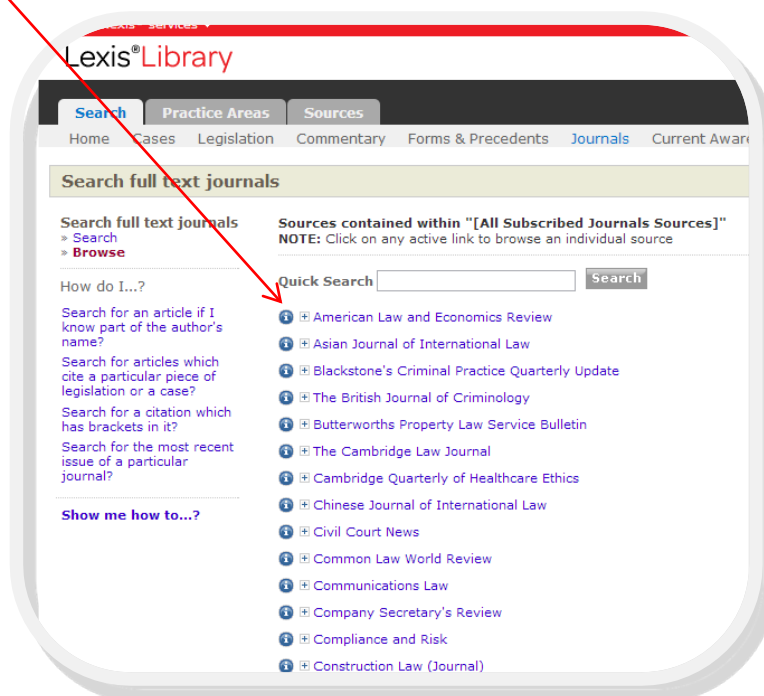 Services
Lexis®Library
Search Practice Areas Sources
Home Cases Legislation Commentary Forms & Precedents Journals Current Aware
Search full text journals
Search full text journals
» Search
» Browse
How do I...?
Search for an article if I
know part of the author's
name?
Search for articles which
cite a particular piece of
legislation or a case?
Search for a citation which
has brackets in it?
Search for the most recent
issue of a particular
journal?
Show me how to...?
Sources contained within "[All Subscribed Journals Sources]"
NOTE: Click on any active link to browse an individual source
Quick Search Search
American Law and Economics Review
Asian Journal of International Law
Blackstone's Criminal Practice Quarterly Update
The British Journal of Criminology
Butterworths Property Law Service Bulletin
The Cambridge Law Journal
Cambridge Quarterly of Healthcare Ethics
Chinese Journal of International Law
Civil Court News
Common Law World Review
Communications Law
Company Secretary's Review
Compliance and Risk
Construction Law (Journal)